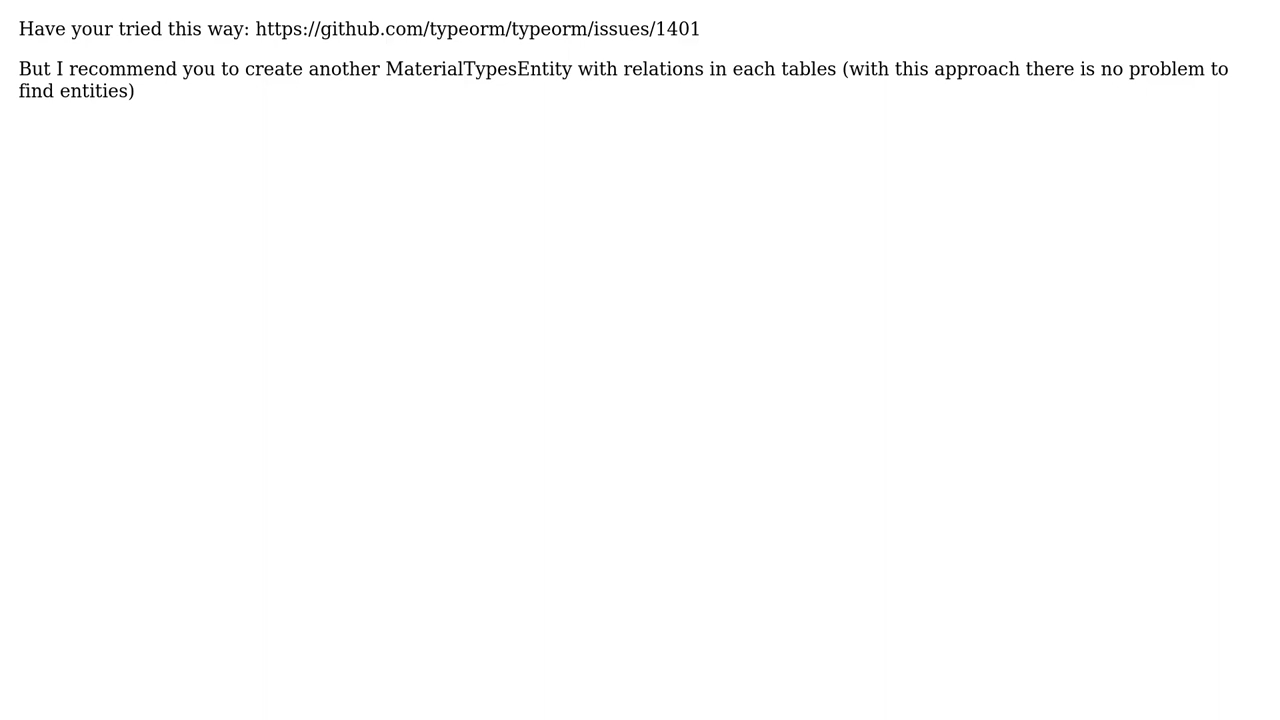 Have your tried this way: https://github.com/typeorm/typeorm/issues/1401
But I recommend you to create another MaterialTypesEntity with relations in each tables (with this approach there is no problem to
find entities)